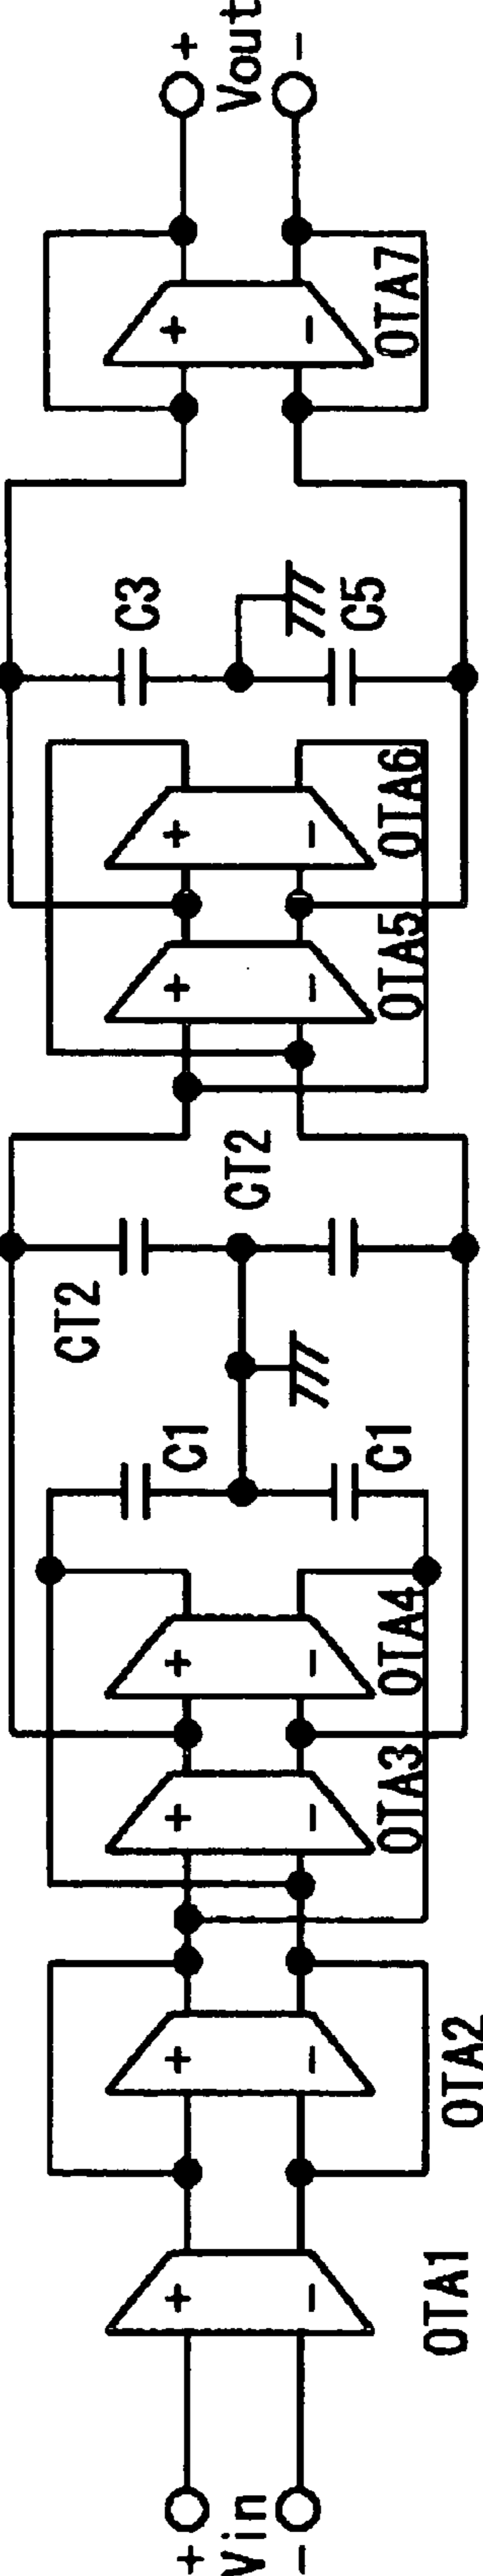 +
Vin
-
+
-
OTA1
+
-
OTA2
+
-
OTA3
+
-
OTA4
C1
C1
CT2
CT2
+
-
OTA5
+
-
OTA6
C3
C5
+
-
OTA7
+
Vout
-